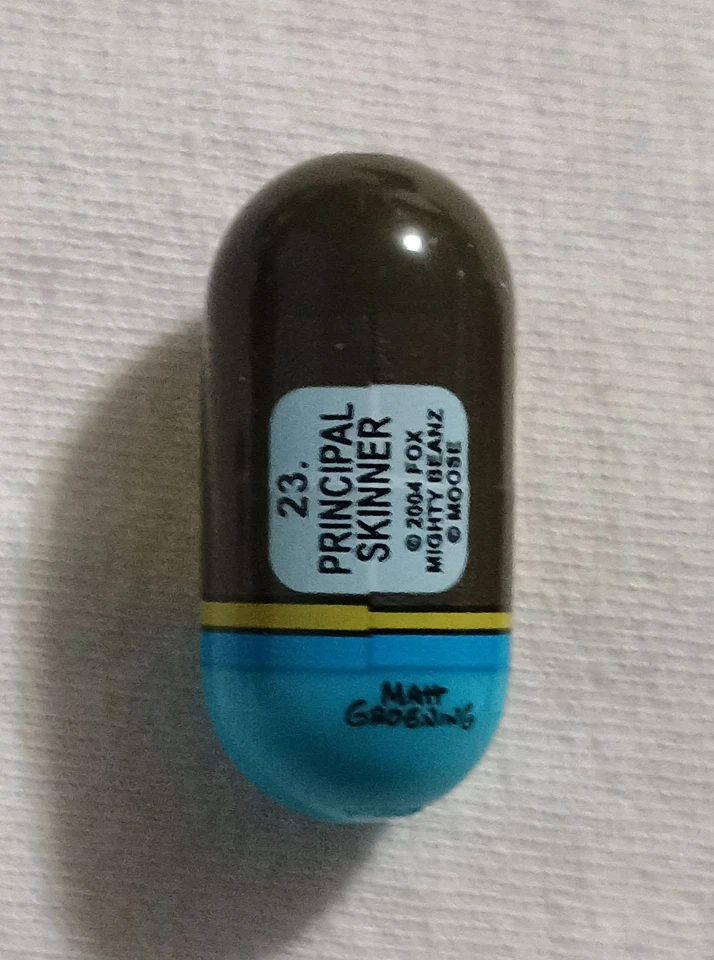 23.
PRINCIPAL
SKINNER
© 2004 FOX
MIGHTY BEANZ
© MOOSE
MATT
GROENING